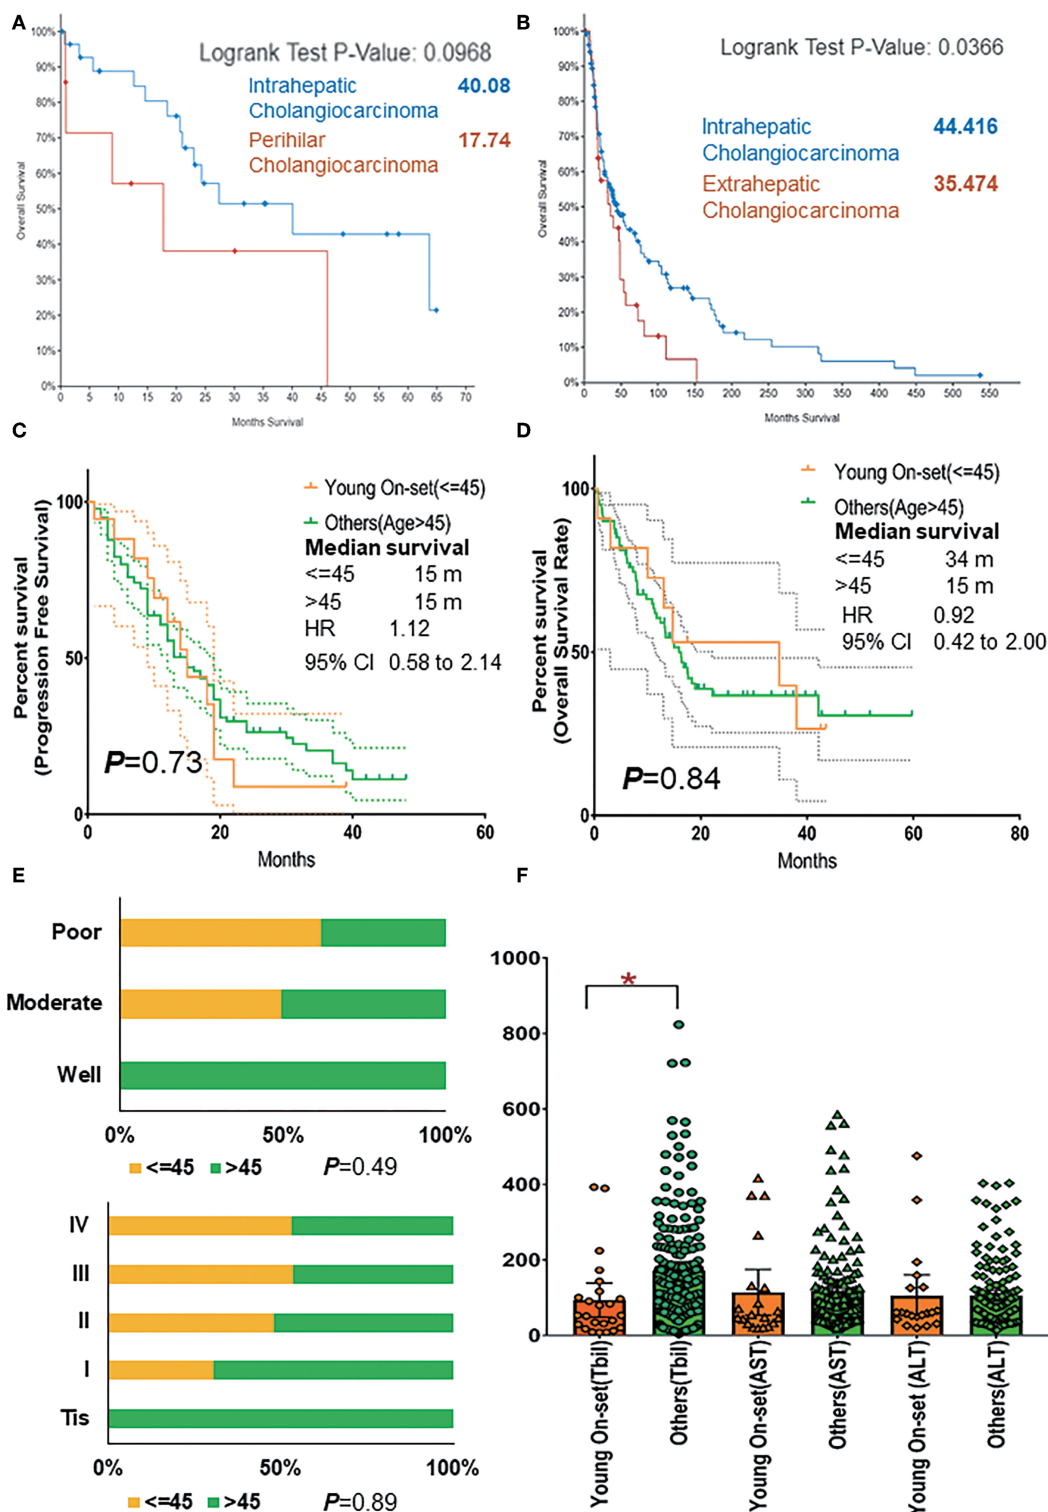 A
Logrank Test P-Value: 0.0968
Intrahepatic 40.08
Cholangiocarcinoma
Perihilar 17.74
Cholangiocarcinoma
Overall Survival
100%
90%
80%
70%
60%
50%
40%
30%
20%
10%
0%
0 5 10 15 20 25 30 35 40 45 50 55 60 65 70
Months Survival
B
Logrank Test P-Value: 0.0366
Intrahepatic 44.416
Cholangiocarcinoma
Extrahepatic 35.474
Cholangiocarcinoma
Overall Survival
100%
90%
80%
70%
60%
50%
40%
30%
20%
10%
0%
0 50 100 150 200 250 300 350 400 450 500 550
Months Survival
C
Percent survival
(Progression Free Survival)
100
50
0
Young On-set(<=45)
Others(Age>45)
Median survival
<=45 15 m
>45 15 m
HR 1.12
95% CI 0.58 to 2.14
P=0.73
0 20 40 60
Months
D
Percent survival
(Overall Survival Rate)
100
50
0
Young On-set(<=45)
Others(Age>45)
Median survival
<=45 34 m
>45 15 m
HR 0.92
95% CI 0.42 to 2.00
P=0.84
0 20 40 60 80
Months
E
Poor
Moderate
Well
0% 50% 100%
<=45 >45 P=0.49
IV
III
II
I
Tis
0% 50% 100%
<=45 >45 P=0.89
F
1000
800
600
400
200
0
*
Young On-set(Tbil)
Others(Tbil)
Young On-set(AST)
Others(AST)
Young On-set (ALT)
Others(ALT)